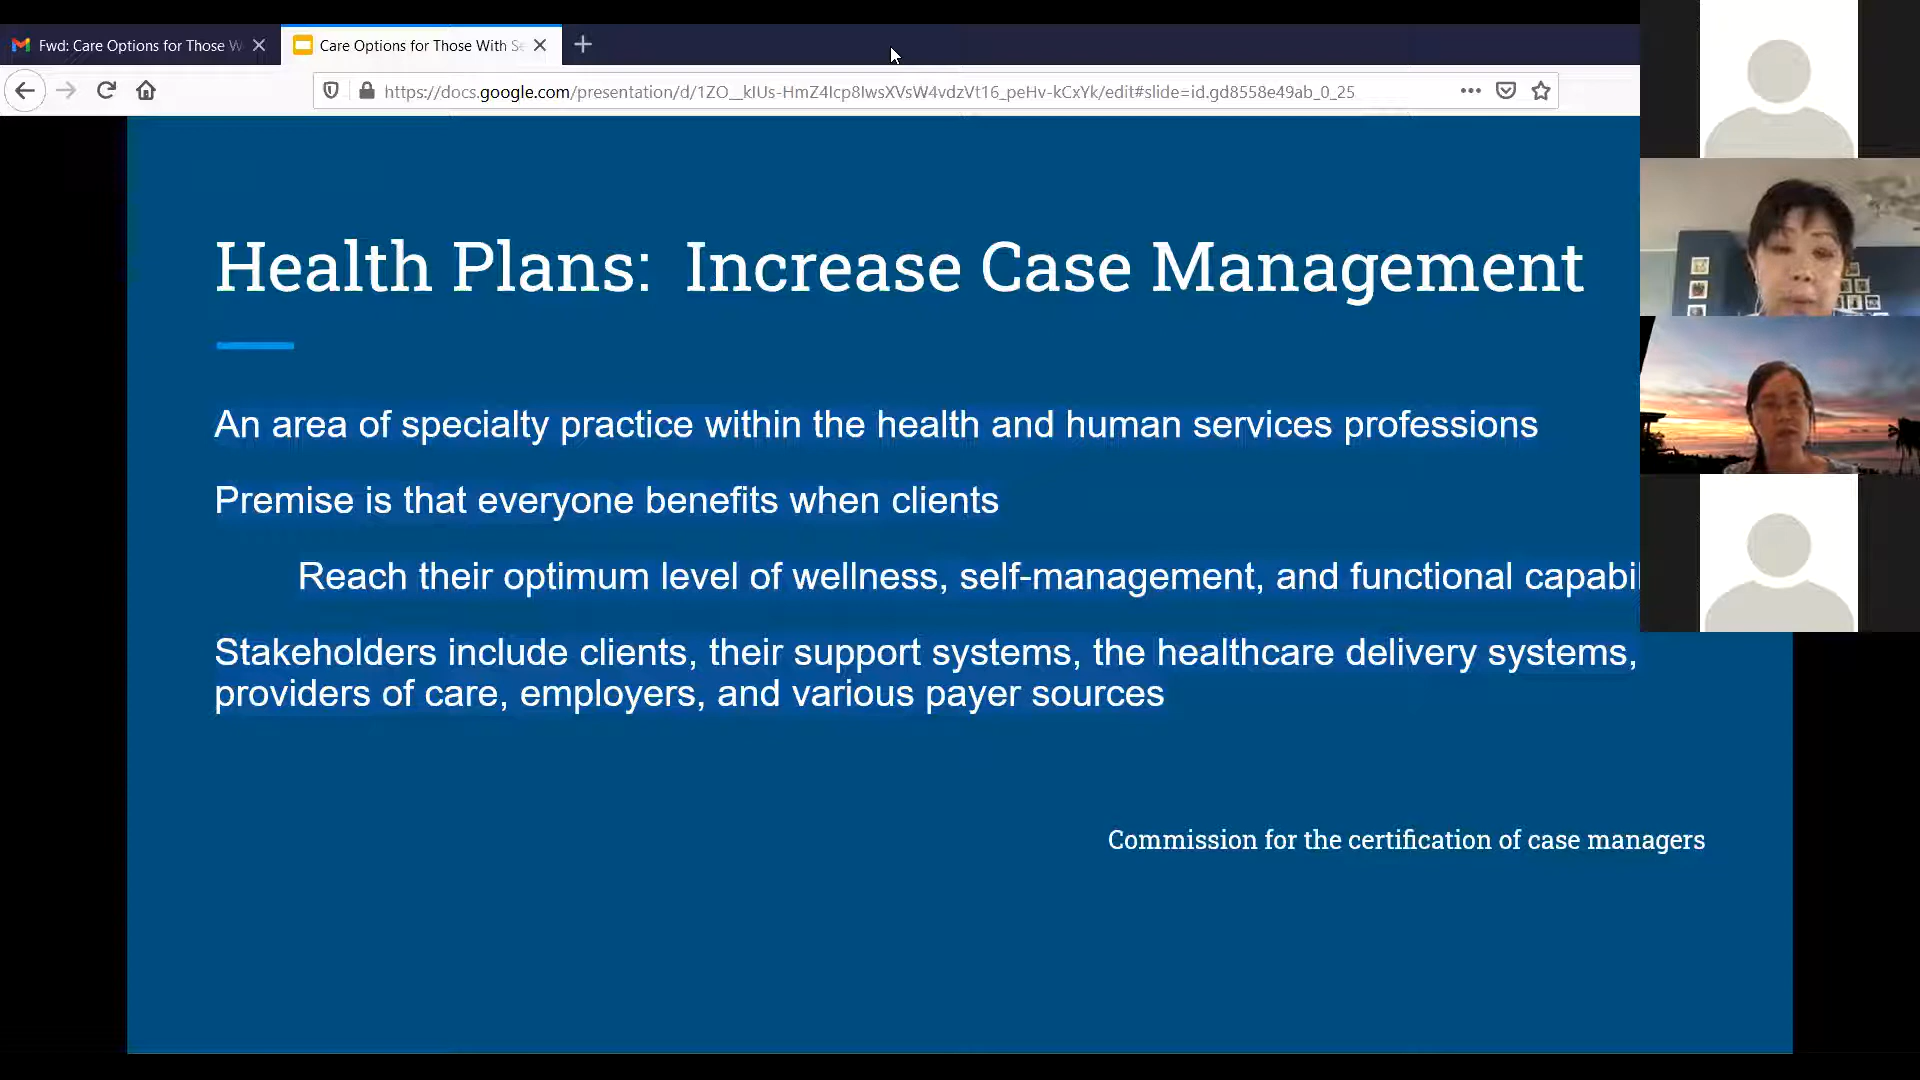 Fwd: Care Options for Those W
Care Options for Those With Se
https://docs.google.com/presentation/d/1ZO__kIUs-HmZ4Icp8IwsXVsW4vdzVt16_peHv-kCxYk/edit#slide=id.gd8558e49ab_0_25
Health Plans: Increase Case Management
An area of specialty practice within the health and human services professions
Premise is that everyone benefits when clients
Reach their optimum level of wellness, self-management, and functional capabil
Stakeholders include clients, their support systems, the healthcare delivery systems,
providers of care, employers, and various payer sources
Commission for the certification of case managers